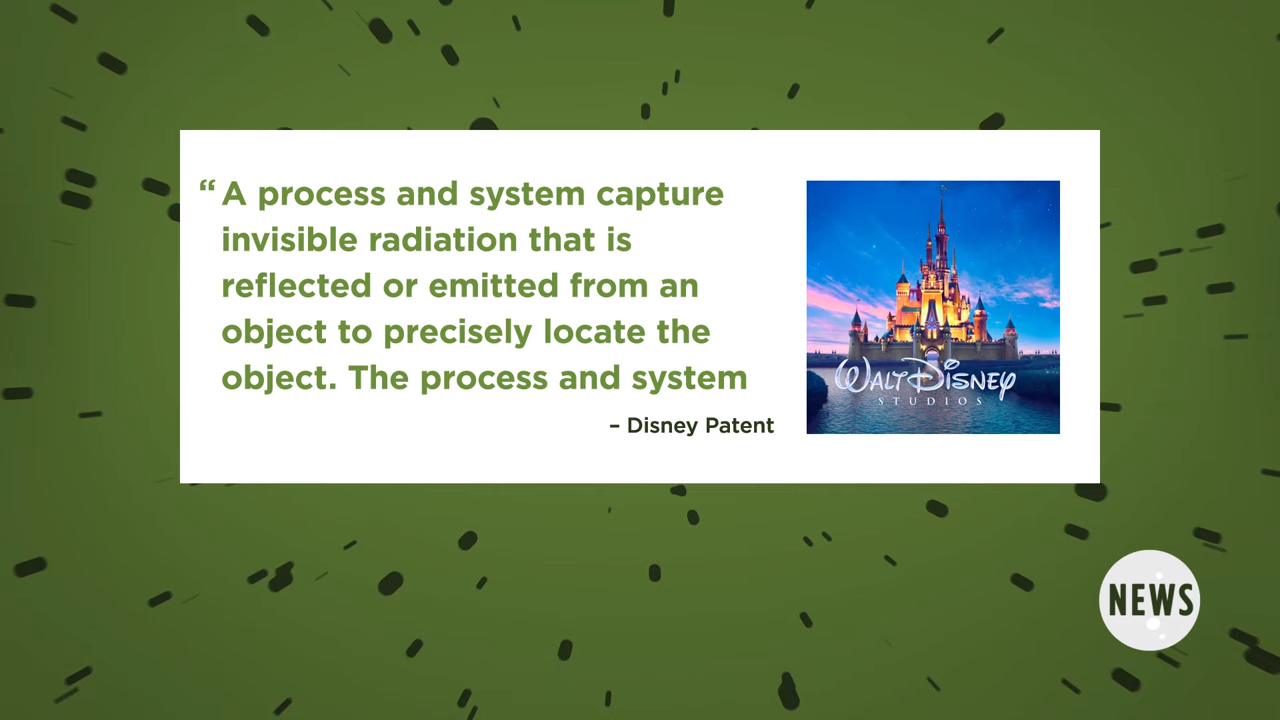 “ A process and system capture
invisible radiation that is
reflected or emitted from an
object to precisely locate the
object. The process and system
– Disney Patent
WALT DISNEY
STUDIOS
NEWS